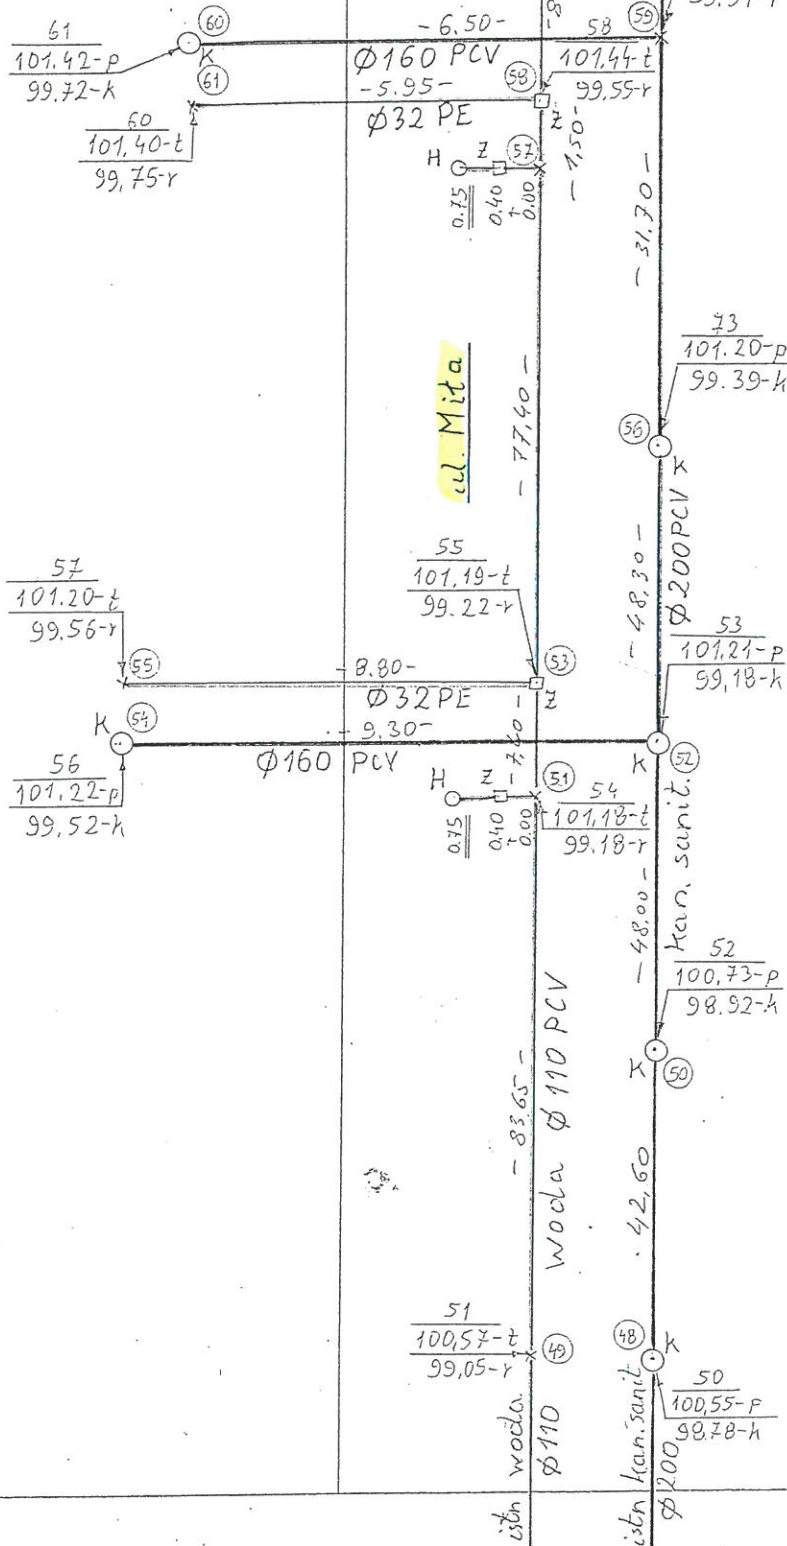 61
101.42-p
99.72-k
60
K
-6.50-
Ø160 PCV
59
58
101,44-t
99,55-r
61
60
101,40-t
99,75-r
-5.95-
Ø32 PE
58
Z
-1,50-
H
Z
57
0.75
0.40
0.00
-31.70-
73
101.20-p
99.39-k
56
K
ul. Miła
-77,40-
Ø200PCV
-48,30-
57
101.20-t
99.56-r
55
55
101,19-t
99.22-r
8.80-
Ø32PE
53
Z
53
101,21-p
99,18-k
K
54
-9,30-
Ø160 PCV
-7,40-
K
52
56
101,22-p
99,52-k
H
Z
51
0.75
0.40
0.00
54
101,18-t
99.18-r
kan. sanit.
-48.00-
52
100,73-p
98.92-k
K
50
woda Ø110 PCV
-83.65-
42,60
51
100,57-t
99,05-r
49
48
K
50
100,55-p
98.78-k
istn woda
Ø110
istn kan.sanit
Ø200